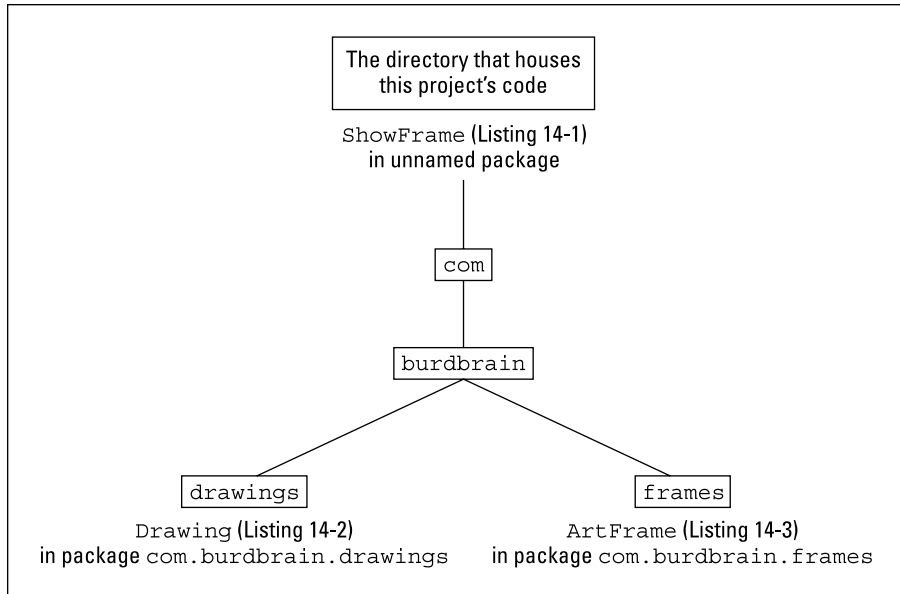 The directory that houses
this project's code
ShowFrame (Listing 14-1)
in unnamed package
com
burdbrain
drawings
frames
Drawing (Listing 14-2)
in package com.burdbrain.drawings
ArtFrame (Listing 14-3)
in package com.burdbrain.frames